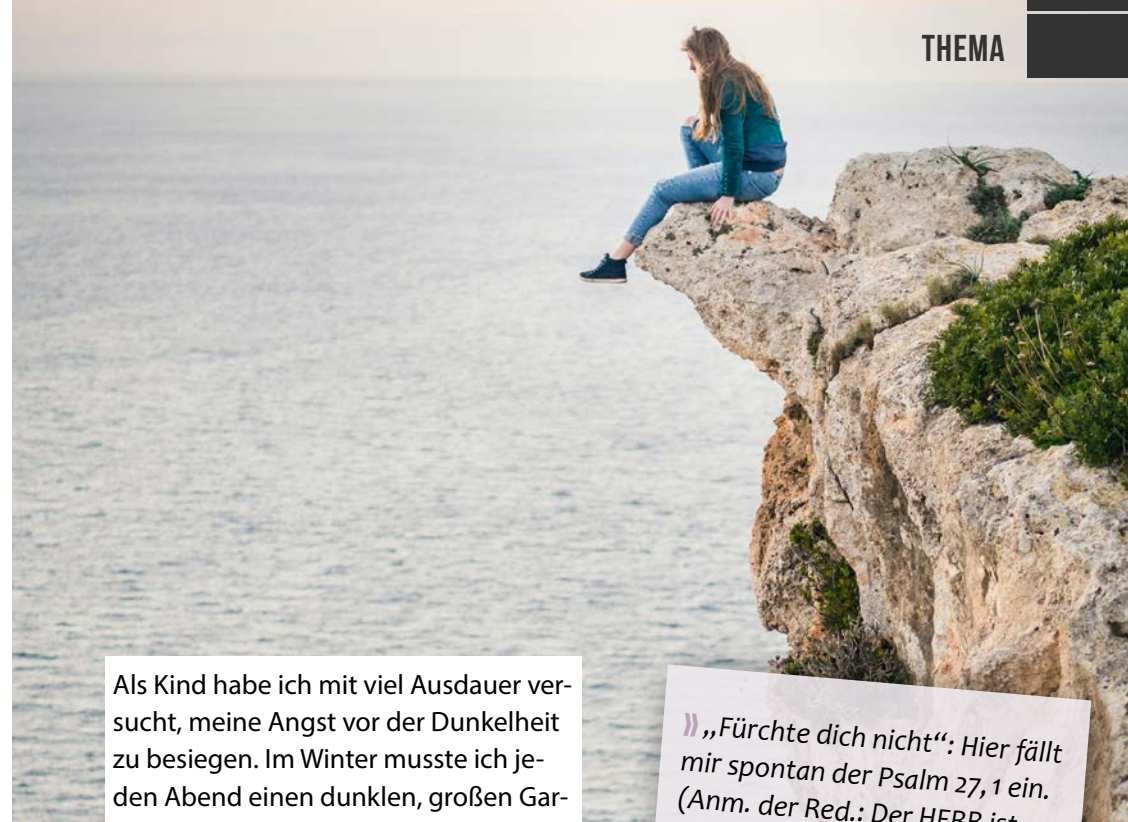 THEMA
Als Kind habe ich mit viel Ausdauer ver-
sucht, meine Angst vor der Dunkelheit
zu besiegen. Im Winter musste ich je-
den Abend einen dunklen, großen Gar-
» „Fürchte dich nicht“: Hier fällt
mir spontan der Psalm 27,1 ein.
(Anm. der Red.: Der HERR ist